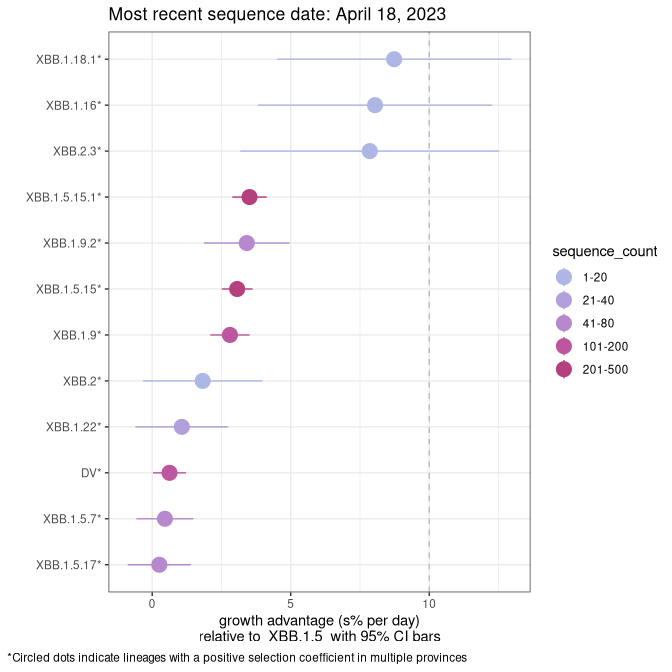 Most recent sequence date: April 18, 2023
XBB.1.18.1*
XBB.1.16*
XBB.2.3*
XBB.1.5.15.1*
XBB.1.9.2*
XBB.1.5.15*
XBB.1.9*
XBB.2*
XBB.1.22*
DV*
XBB.1.5.7*
XBB.1.5.17*
0 5 10
growth advantage (s% per day)
relative to XBB.1.5 with 95% CI bars
sequence_count
1-20
21-40
41-80
101-200
201-500
*Circled dots indicate lineages with a positive selection coefficient in multiple provinces